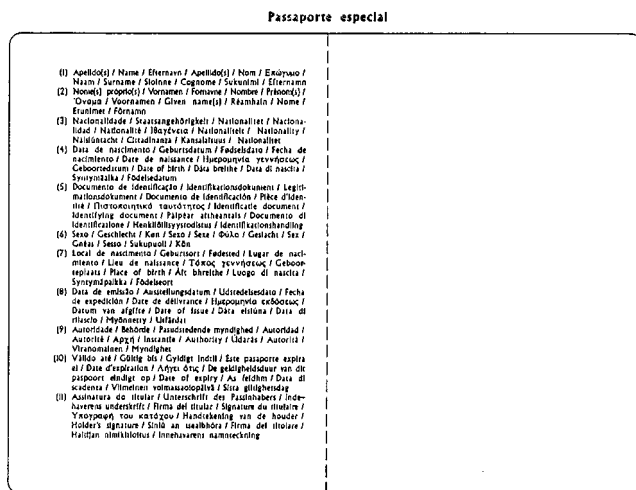 Passaporte especial
(1) Apelido(s) / Name / Efternavn / Apellido(s) / Nom / Επώνυμο /
Naam / Surname / Sloinne / Cognome / Sukunimi / Efternamn
(2) Nome(s) próprio(s) / Vornamen / Fornavne / Nombre / Prénom(s) /
Όνομα / Voornamen / Given name(s) / Réamhain / Nome /
Etunimet / Förnamn
(3) Nacionalidade / Staatsangehörigkeit / Nationalitet / Naciona-
lidad / Nationalité / Ιθαγένεια / Nationaliteit / Nationality /
Náisiúntacht / Cittadinanza / Kansalaisuus / Nationalitet
(4) Data de nascimento / Geburtsdatum / Fødselsdato / Fecha de
nacimiento / Date de naissance / Ημερομηνία γεννήσεως /
Geboortedatum / Date of birth / Dáta breithe / Data di nascita /
Syntymäaika / Födelsedatum
(5) Documento de identificação / Identifikationsdokument / Legiti-
mationsdokument / Documento de identificación / Pièce d'iden-
tité / Πιστοποιητικό ταυτότητος / Identificatie document /
Identifying document / Páipéar aitheantais / Documento di
identificazione / Henkilöllisyystodistus / Identifikationshandling
(6) Sexo / Geschlecht / Køn / Sexo / Sexe / Φύλο / Geslacht / Sex /
Gnéas / Sesso / Sukupuoli / Kön
(7) Local de nascimento / Geburtsort / Fødested / Lugar de naci-
miento / Lieu de naissance / Τόπος γεννήσεως / Geboor-
teplaats / Place of birth / Áit bhreithe / Luogo di nascita /
Syntymäpaikka / Födelseort
(8) Data de emissão / Ausstellungsdatum / Udstedelsesdato / Fecha
de expedición / Date de délivrance / Ημερομηνία εκδόσεως /
Datum van afgifte / Date of issue / Dáta eisiúna / Data di
rilascio / Myönnetty / Utfärdat
(9) Autoridade / Behörde / Pasudstedende myndighed / Autoridad /
Autorité / Αρχή / Instantie / Authority / Údarás / Autorità /
Viranomainen / Myndighet
(10) Válido até / Gültig bis / Gyldigt indtil / Este pasaporte expira
el / Date d'expiration / Λήγει στις / De geldigheidsduur van dit
paspoort eindigt op / Date of expiry / As feidhm / Data di
scadenza / Viimeinen voimassaolopäivä / Sista giltighetsdag
(11) Assinatura do titular / Unterschrift des Passinhabers / Inde-
haverens underskrift / Firma del titular / Signature du titulaire /
Υπογραφή του κατόχου / Handtekening van de houder /
Holder's signature / Síniú an tsealbhóra / Firma del titolare /
Haltijan nimikirjoitus / Innehavarens namnteckning